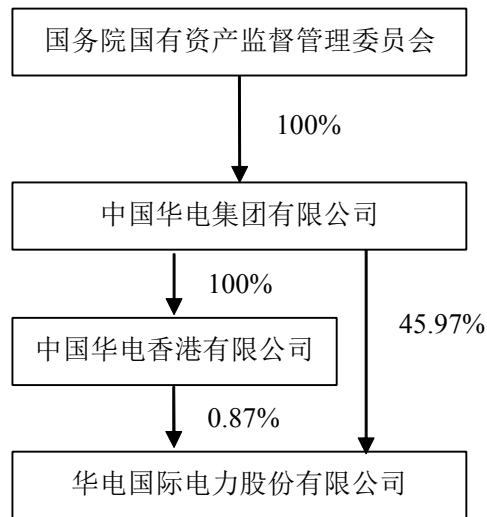 国务院国有资产监督管理委员会
100%
中国华电集团有限公司
100%
45.97%
中国华电香港有限公司
0.87%
华电国际电力股份有限公司